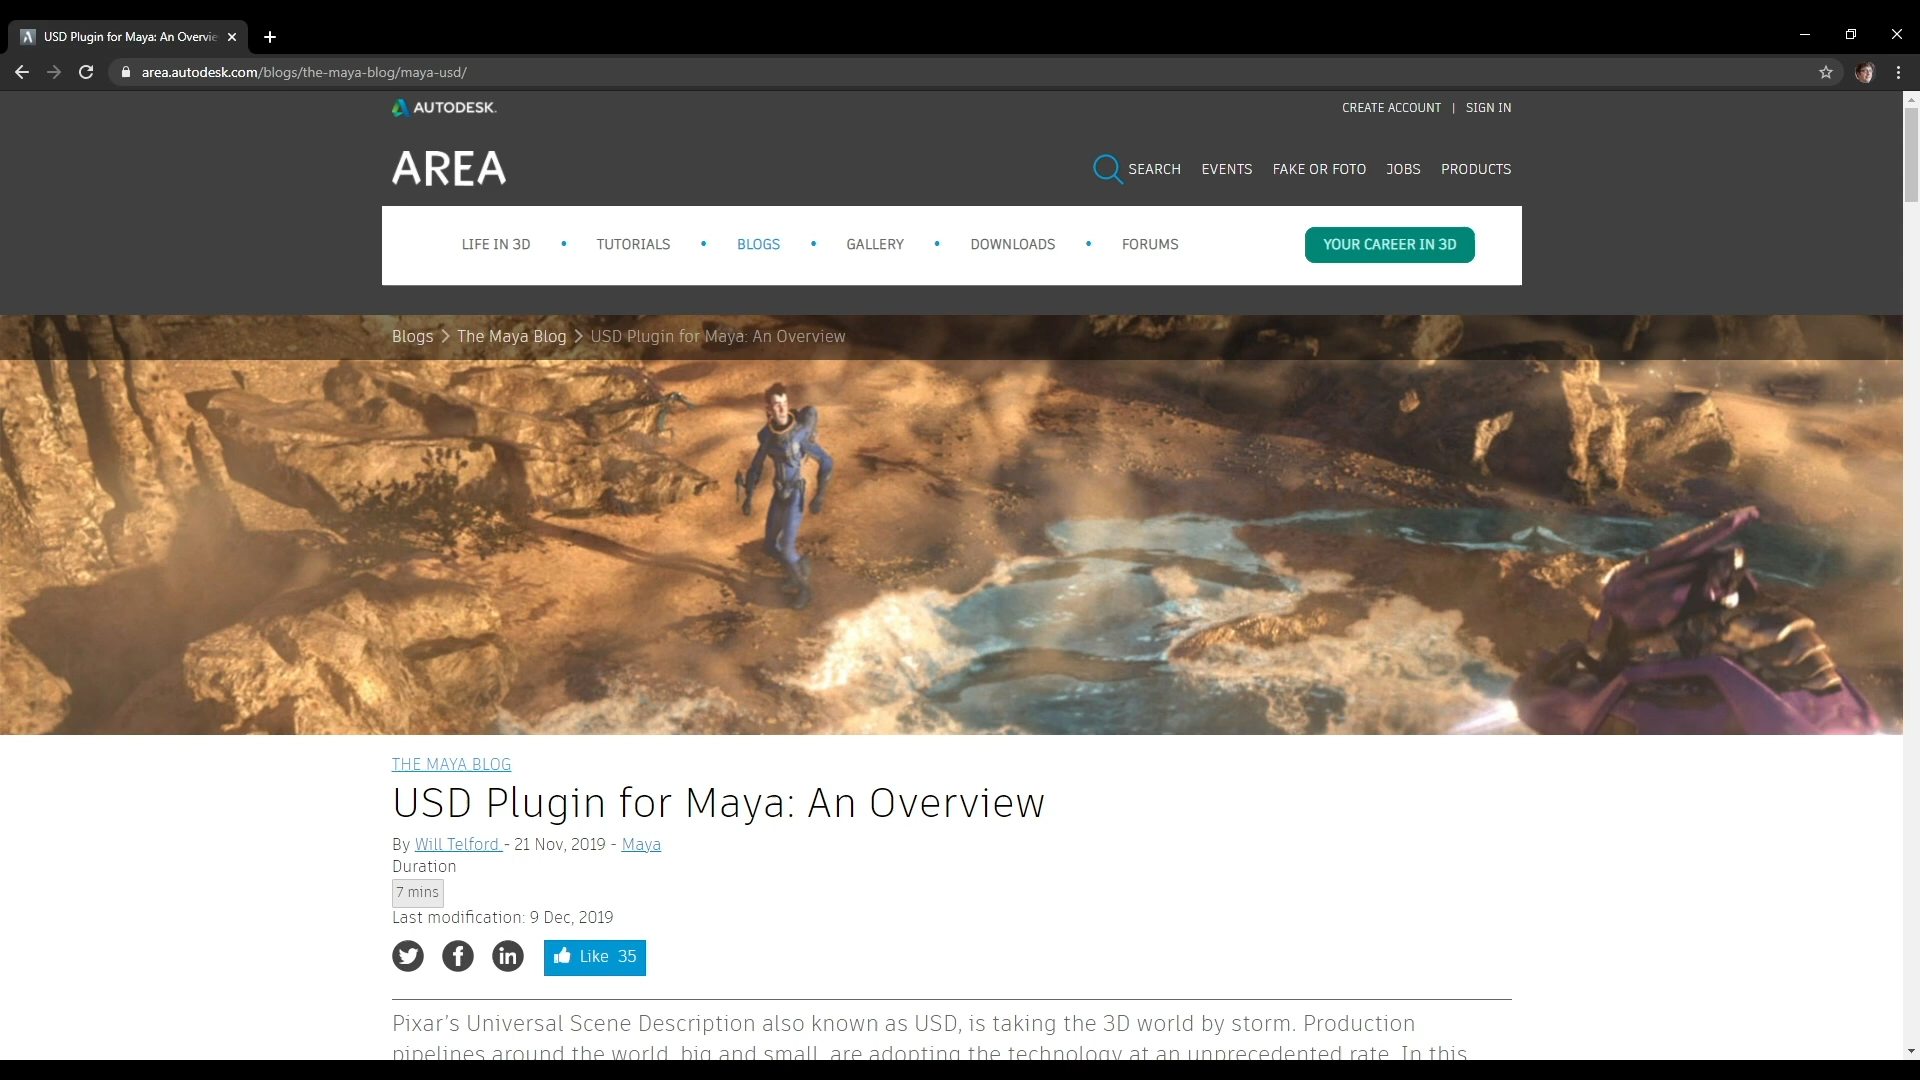 USD Plugin for Maya: An Overvie
area.autodesk.com/blogs/the-maya-blog/maya-usd/
AUTODESK.
CREATE ACCOUNT | SIGN IN
AREA
SEARCH EVENTS FAKE OR FOTO JOBS PRODUCTS
LIFE IN 3D • TUTORIALS • BLOGS • GALLERY • DOWNLOADS • FORUMS
YOUR CAREER IN 3D
Blogs > The Maya Blog > USD Plugin for Maya: An Overview
THE MAYA BLOG
USD Plugin for Maya: An Overview
By Will Telford - 21 Nov, 2019 - Maya
Duration
7 mins
Last modification: 9 Dec, 2019
Like 35
Pixar’s Universal Scene Description also known as USD, is taking the 3D world by storm. Production
pipelines around the world, big and small, are adopting the technology at an unprecedented rate. In this